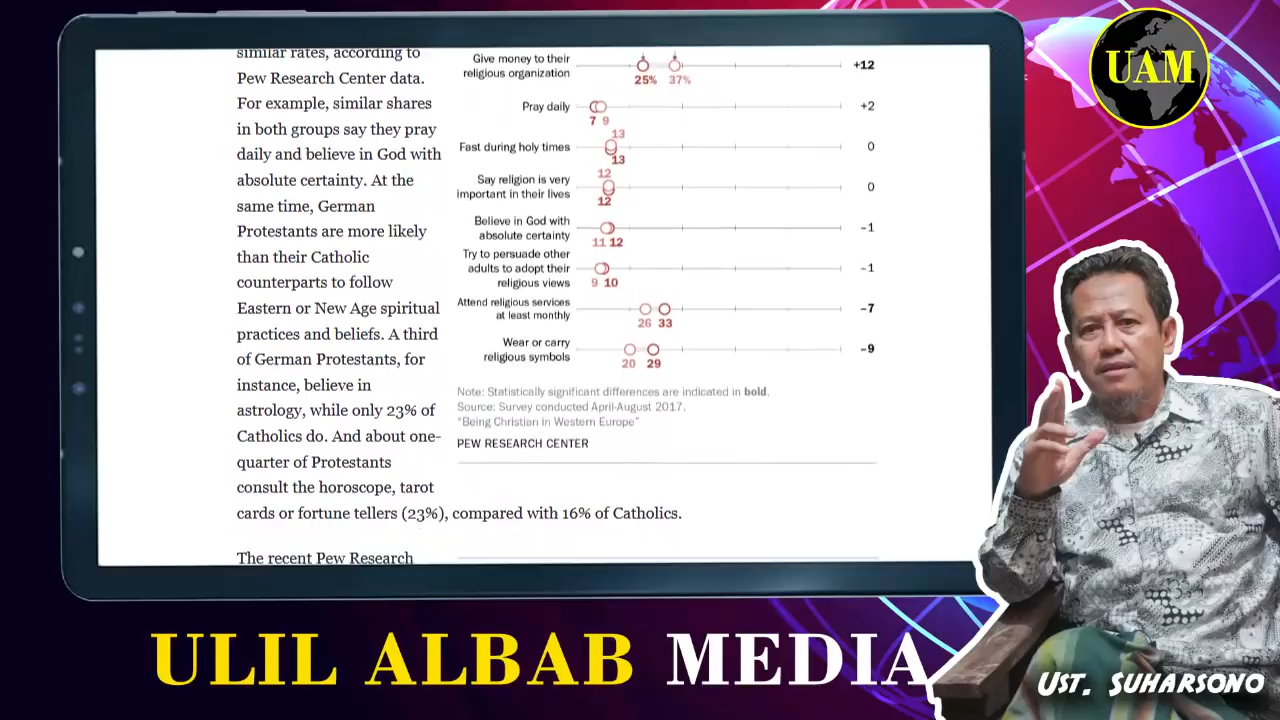 similar rates, according to
Pew Research Center data.
For example, similar shares
in both groups say they pray
daily and believe in God with
absolute certainty. At the
same time, German
Protestants are more likely
than their Catholic
counterparts to follow
Eastern or New Age spiritual
practices and beliefs. A third
of German Protestants, for
instance, believe in
astrology, while only 23% of
Catholics do. And about one-
quarter of Protestants
consult the horoscope, tarot
cards or fortune tellers (23%), compared with 16% of Catholics.
The recent Pew Research
Give money to their
religious organization
25% 37%
+12
Pray daily
7 9
+2
Fast during holy times
13
13
0
Say religion is very
important in their lives
12
12
0
Believe in God with
absolute certainty
11 12
-1
Try to persuade other
adults to adopt their
religious views
9 10
-1
Attend religious services
at least monthly
26 33
-7
Wear or carry
religious symbols
20 29
-9
Note: Statistically significant differences are indicated in bold.
Source: Survey conducted April-August 2017.
"Being Christian in Western Europe"
PEW RESEARCH CENTER
UAM
ULIL ALBAB MEDIA
UST. SUHARSONO